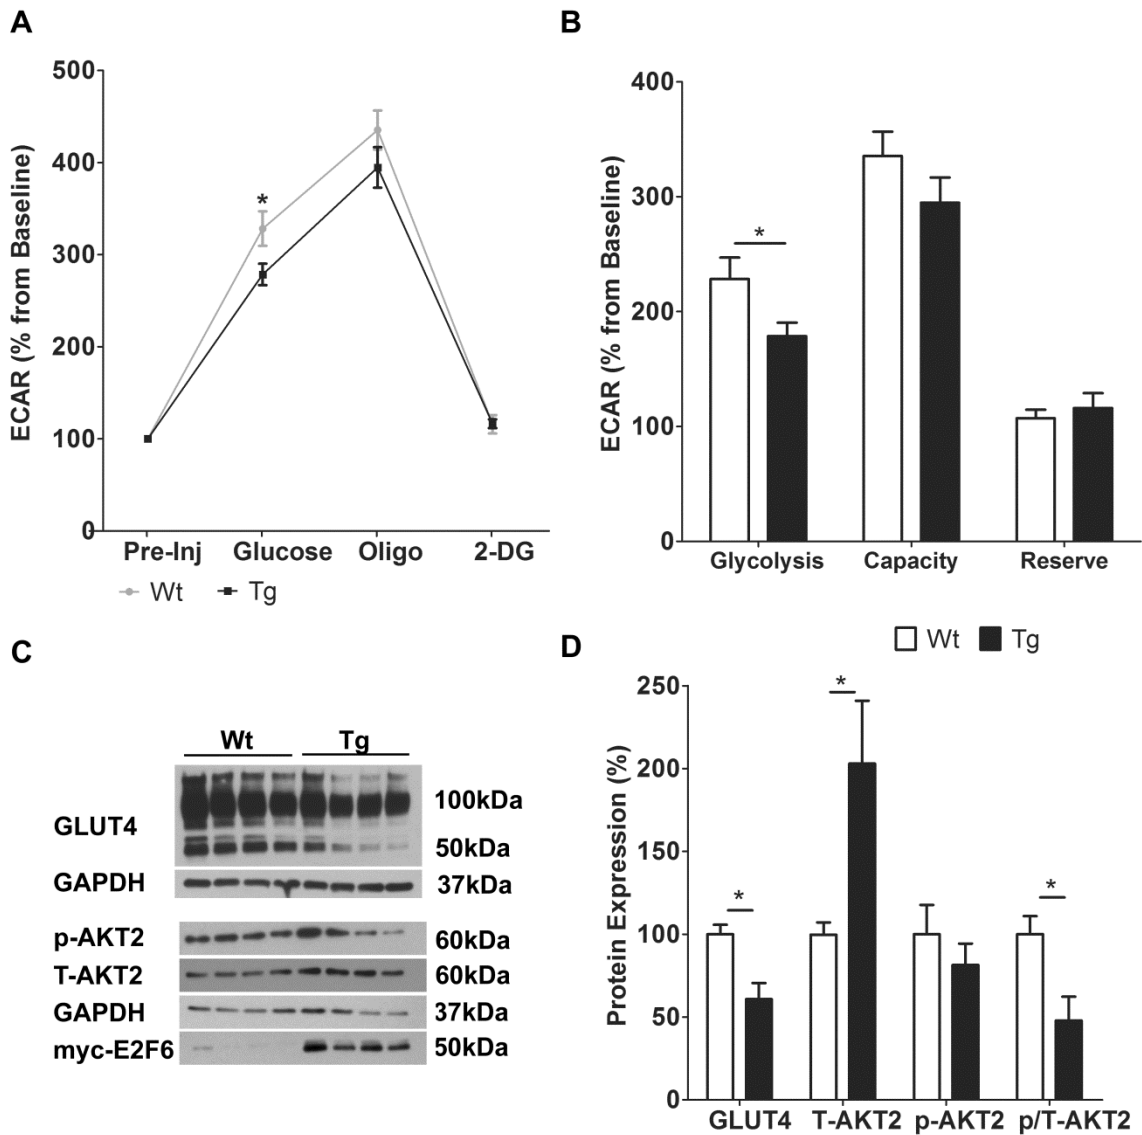 A
ECAR (% from Baseline)
500
400
300
200
100
0
*
Pre-Inj Glucose Oligo 2-DG
Wt Tg
B
ECAR (% from Baseline)
400
300
200
100
0
*
Glycolysis Capacity Reserve
Wt Tg
C
Wt Tg
GLUT4
100kDa
50kDa
GAPDH 37kDa
p-AKT2 60kDa
T-AKT2 60kDa
GAPDH 37kDa
myc-E2F6 50kDa
D
Protein Expression (%)
250
200
150
100
50
0
*
*
*
GLUT4 T-AKT2 p-AKT2 p/T-AKT2